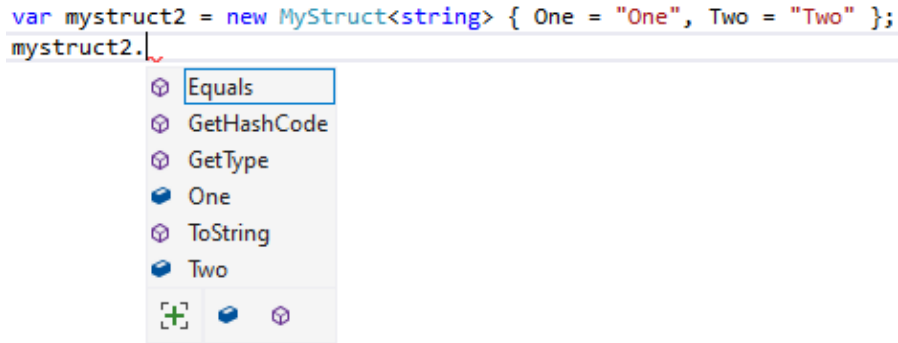 var mystruct2 = new MyStruct<string> { One = "One", Two = "Two" };
mystruct2.
Equals
GetHashCode
GetType
One
ToString
Two